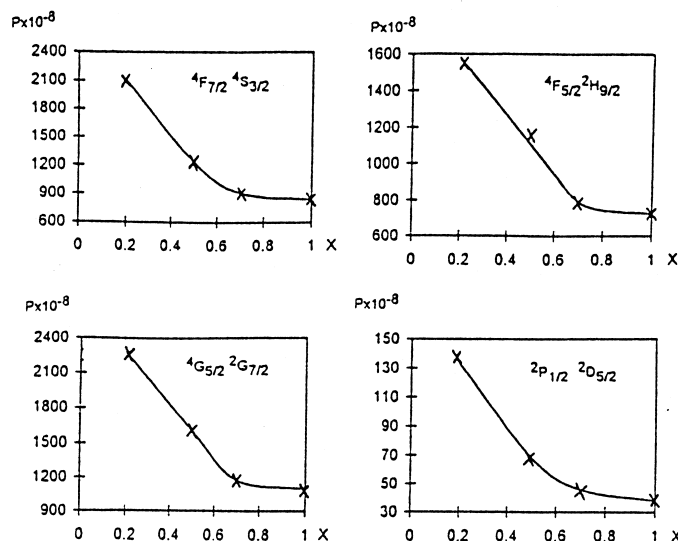 Px10⁻⁸
2400
2100
1800
1500
1200
900
600
0 0.2 0.4 0.6 0.8 1 X
⁴F₇/₂ ⁴S₃/₂
Px10⁻⁸
1600
1400
1200
1000
800
600
0 0.2 0.4 0.6 0.8 1 X
⁴F₅/₂ ²H₉/₂
Px10⁻⁸
2400
2100
1800
1500
1200
900
0 0.2 0.4 0.6 0.8 1 X
⁴G₅/₂ ²G₇/₂
Px10⁻⁸
150
130
110
90
70
50
30
0 0.2 0.4 0.6 0.8 1 X
²P₁/₂ ²D₅/₂